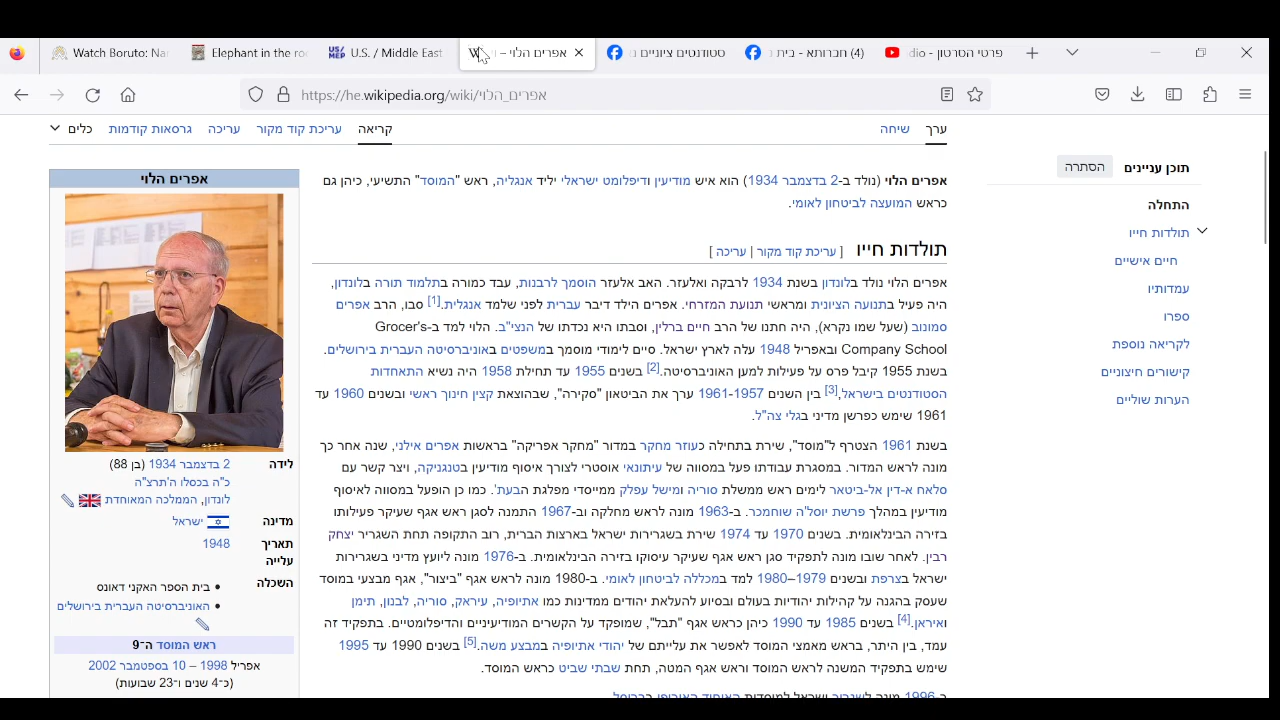 Watch Boruto: Na
Elephant in the ro
U.S. / Middle East
אפרים הלוי – וי
סטודנטים ציוניים
(4) חברותא - בית
פרטי הסרטון - dio
https://he.wikipedia.org/wiki/אפרים_הלוי
ערך
שיחה
קריאה
עריכת קוד מקור
עריכה
גרסאות קודמות
כלים
תוכן עניינים
הסתרה
התחלה
תולדות חייו
חיים אישיים
עמדותיו
ספרו
לקריאה נוספת
קישורים חיצוניים
הערות שוליים
אפרים הלוי (נולד ב-2 בדצמבר 1934) הוא איש מודיעין ודיפלומט ישראלי יליד אנגליה, ראש "המוסד" התשיעי, כיהן גם
כראש המועצה לביטחון לאומי.
תולדות חייו [ עריכת קוד מקור | עריכה ]
אפרים הלוי נולד בלונדון בשנת 1934 לרבקה ואלעזר. האב אלעזר הוסמך לרבנות, עבד כמורה בתלמוד תורה בלונדון,
היה פעיל בתנועה הציונית ומראשי תנועת המזרחי. אפרים הילד דיבר עברית לפני שלמד אנגלית.[1] סבו, הרב אפרים
סמונוב (שעל שמו נקרא), היה חתנו של הרב חיים ברלין, וסבתו היא נכדתו של הנצי"ב. הלוי למד ב-Grocer's
Company School ובאפריל 1948 עלה לארץ ישראל. סיים לימודי מוסמך במשפטים באוניברסיטה העברית בירושלים.
בשנת 1955 קיבל פרס על פעילות למען האוניברסיטה.[2] בשנים 1955 עד תחילת 1958 היה נשיא התאחדות
הסטודנטים בישראל,[3] בין השנים 1961-1957 ערך את הביטאון "סקירה", שבהוצאת קצין חינוך ראשי ובשנים 1960 עד
1961 שימש כפרשן מדיני בגלי צה"ל.
בשנת 1961 הצטרף ל"מוסד", שירת בתחילה כעוזר מחקר במדור "מחקר אפריקה" בראשות אפרים אילני, שנה אחר כך
מונה לראש המדור. במסגרת עבודתו פעל במסווה של עיתונאי אוסטרי לצורך איסוף מודיעין בטנגניקה, ויצר קשר עם
סלאח א-דין אל-ביטאר לימים ראש ממשלת סוריה ומישל עפלק ממייסדי מפלגת הבעת'. כמו כן הופעל במסווה לאיסוף
מודיעין במהלך פרשת יוסל'ה שוחמכר. ב-1963 מונה לראש מחלקה וב-1967 התמנה לסגן ראש אגף שעיקר פעילותו
בזירה הבינלאומית. בשנים 1970 עד 1974 שירת בשגרירות ישראל בארצות הברית, רוב התקופה תחת השגריר יצחק
רבין. לאחר שובו מונה לתפקיד סגן ראש אגף שעיקר עיסוקו בזירה הבינלאומית. ב-1976 מונה ליועץ מדיני בשגרירות
ישראל בצרפת ובשנים 1979–1980 למד במכללה לביטחון לאומי. ב-1980 מונה לראש אגף "ביצור", אגף מבצעי במוסד
שעסק בהגנה על קהילות יהודיות בעולם ובסיוע להעלאת יהודים ממדינות כמו אתיופיה, עיראק, סוריה, לבנון, תימן
ואיראן.[4] בשנים 1985 עד 1990 כיהן כראש אגף "תבל", שמופקד על הקשרים המודיעיניים והדיפלומטיים. בתפקיד זה
עמד, בין היתר, בראש מאמצי המוסד לאפשר את עלייתם של יהודי אתיופיה במבצע משה.[5] בשנים 1990 עד 1995
שימש בתפקיד המשנה לראש המוסד וראש אגף המטה, תחת שבתי שביט כראש המוסד.
ב-1996 מונה לשגריר ישראל למוסדות האיחוד האירופי בבריסל
אפרים הלוי
לידה 2 בדצמבר 1934 (בן 88)
כ"ה בכסלו ה'תרצ"ה
לונדון, הממלכה המאוחדת
מדינה ישראל
תאריך 1948
עלייה
השכלה • בית הספר האקני דאונס
• האוניברסיטה העברית בירושלים
ראש המוסד ה־9
אפריל 1998 – 10 בספטמבר 2002
(כ־4 שנים ו־23 שבועות)